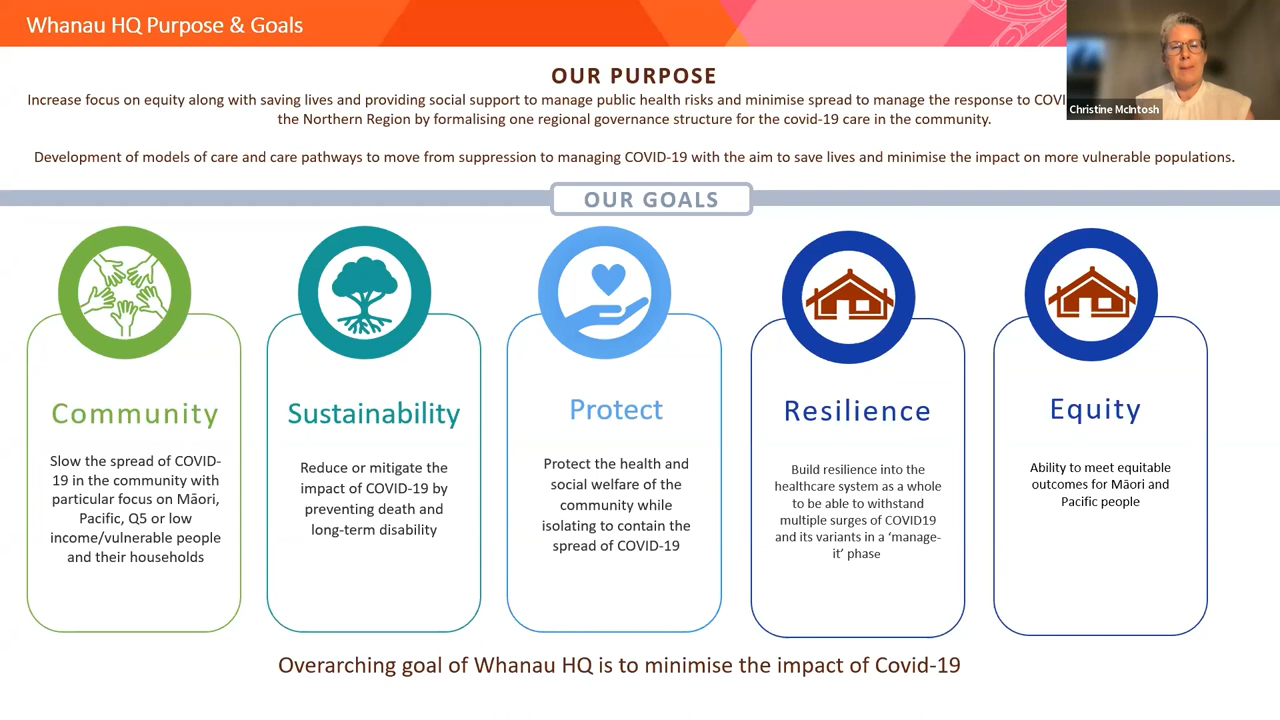 Whanau HQ Purpose & Goals
Christine McIntosh
OUR PURPOSE
Increase focus on equity along with saving lives and providing social support to manage public health risks and minimise spread to manage the response to
the Northern Region by formalising one regional governance structure for the covid-19 care in the community.
Development of models of care and care pathways to move from suppression to managing COVID-19 with the aim to save lives and minimise the impact on more vulnerable populations.
OUR GOALS
Community
Slow the spread of COVID-
19 in the community with
particular focus on Māori,
Pacific, Q5 or low
income/vulnerable people
and their households
Sustainability
Reduce or mitigate the
impact of COVID-19 by
preventing death and
long-term disability
Protect
Protect the health and
social welfare of the
community while
isolating to contain the
spread of COVID-19
Resilience
Build resilience into the
healthcare system as a whole
to be able to withstand
multiple surges of COVID19
and its variants in a ‘manage-
it’ phase
Equity
Ability to meet equitable
outcomes for Māori and
Pacific people
Overarching goal of Whanau HQ is to minimise the impact of Covid-19